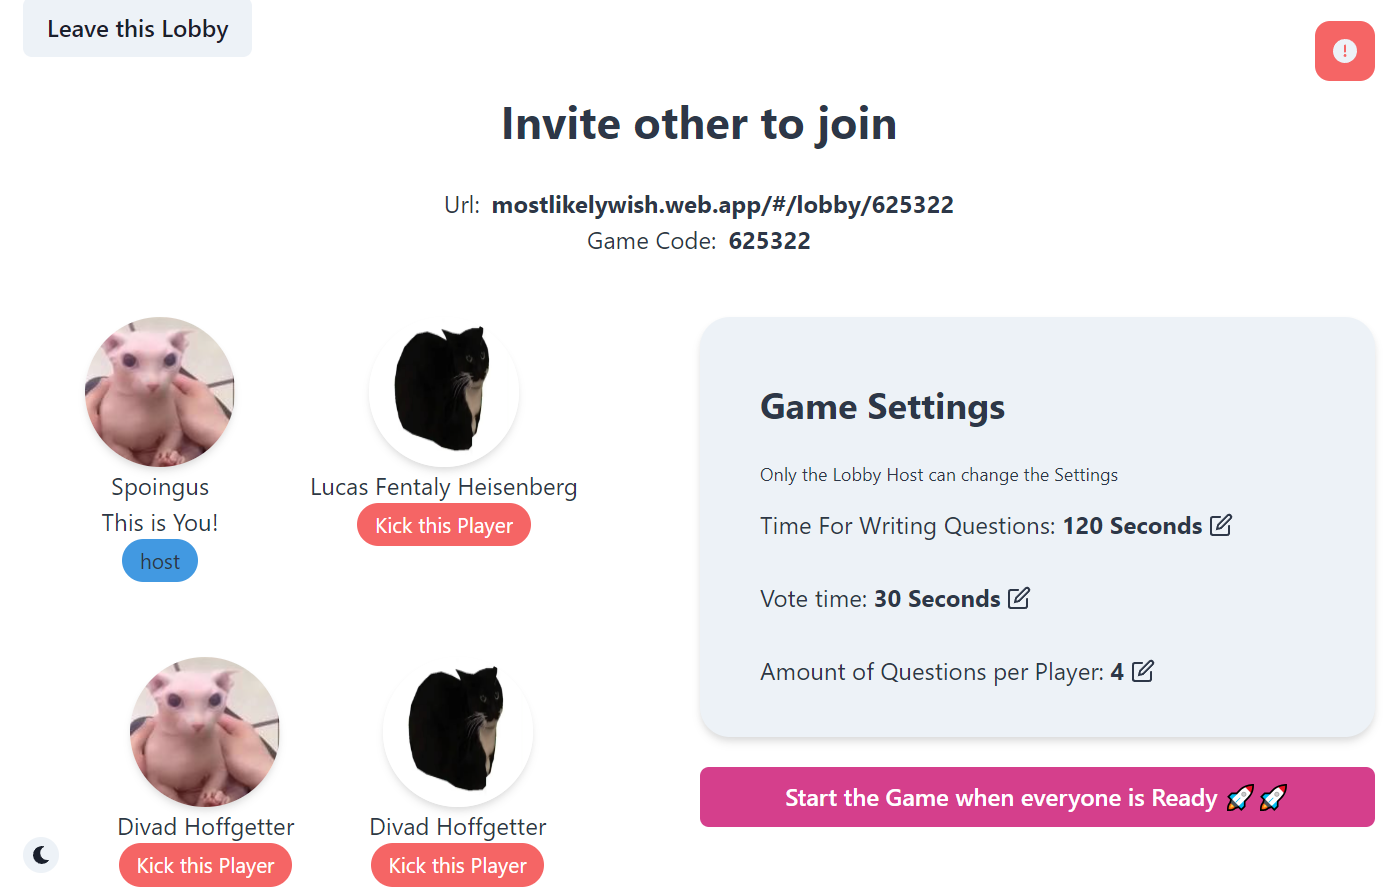 Leave this Lobby
Invite other to join
Url: mostlikelywish.web.app/#/lobby/625322
Game Code: 625322
Spoingus
This is You!
host
Lucas Fentaly Heisenberg
Kick this Player
Divad Hoffgetter
Kick this Player
Divad Hoffgetter
Kick this Player
Game Settings
Only the Lobby Host can change the Settings
Time For Writing Questions: 120 Seconds
Vote time: 30 Seconds
Amount of Questions per Player: 4
Start the Game when everyone is Ready 🚀🚀